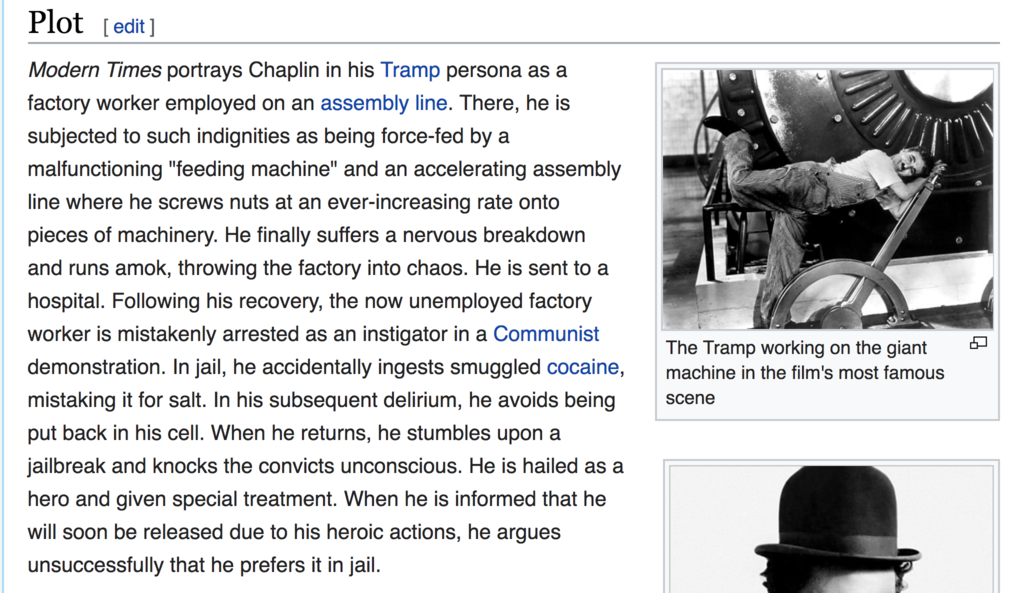 Plot [ edit ]
Modern Times portrays Chaplin in his Tramp persona as a
factory worker employed on an assembly line. There, he is
subjected to such indignities as being force-fed by a
malfunctioning "feeding machine" and an accelerating assembly
line where he screws nuts at an ever-increasing rate onto
pieces of machinery. He finally suffers a nervous breakdown
and runs amok, throwing the factory into chaos. He is sent to a
hospital. Following his recovery, the now unemployed factory
worker is mistakenly arrested as an instigator in a Communist
demonstration. In jail, he accidentally ingests smuggled cocaine,
mistaking it for salt. In his subsequent delirium, he avoids being
put back in his cell. When he returns, he stumbles upon a
jailbreak and knocks the convicts unconscious. He is hailed as a
hero and given special treatment. When he is informed that he
will soon be released due to his heroic actions, he argues
unsuccessfully that he prefers it in jail.
The Tramp working on the giant
machine in the film's most famous
scene